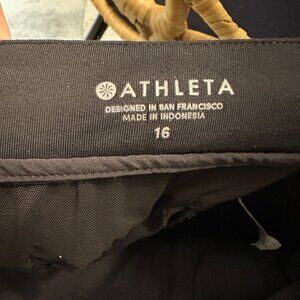 ATHLETA
DESIGNED IN SAN FRANCISCO
MADE IN INDONESIA
16